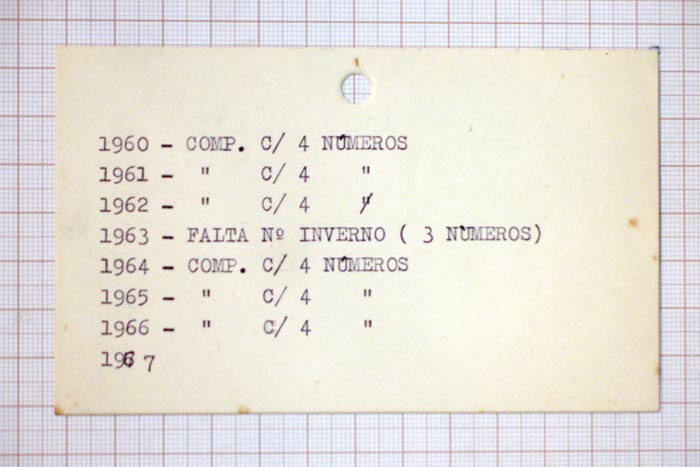 1960 - COMP. C/ 4 NÚMEROS
1961 - " C/ 4 "
1962 - " C/ 4 "
1963 - FALTA Nº INVERNO ( 3 NÚMEROS)
1964 - COMP. C/ 4 NÚMEROS
1965 - " C/ 4 "
1966 - " C/ 4 "
1967